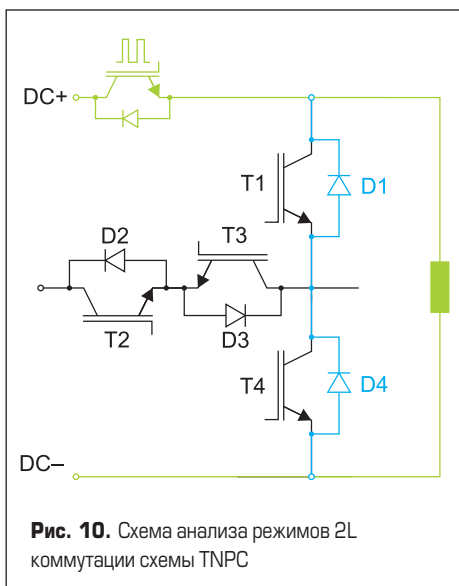 DC+
T1
D1
D2
T3
T2
D3
T4
D4
DC–
Рис. 10. Схема анализа режимов 2L
коммутации схемы TNPC